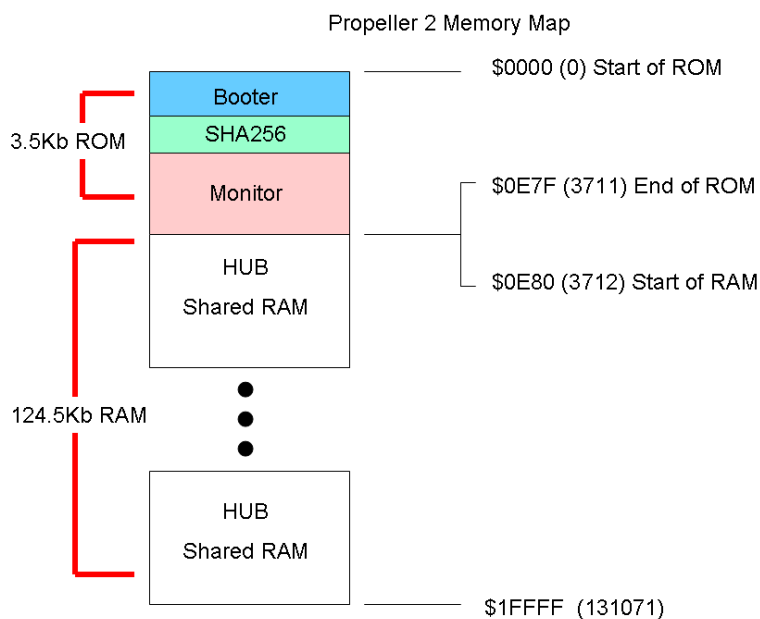 Propeller 2 Memory Map
$0000 (0) Start of ROM
Booter
SHA256
3.5Kb ROM
Monitor
$0E7F (3711) End of ROM
HUB
Shared RAM
$0E80 (3712) Start of RAM
124.5Kb RAM
HUB
Shared RAM
$1FFFF (131071)